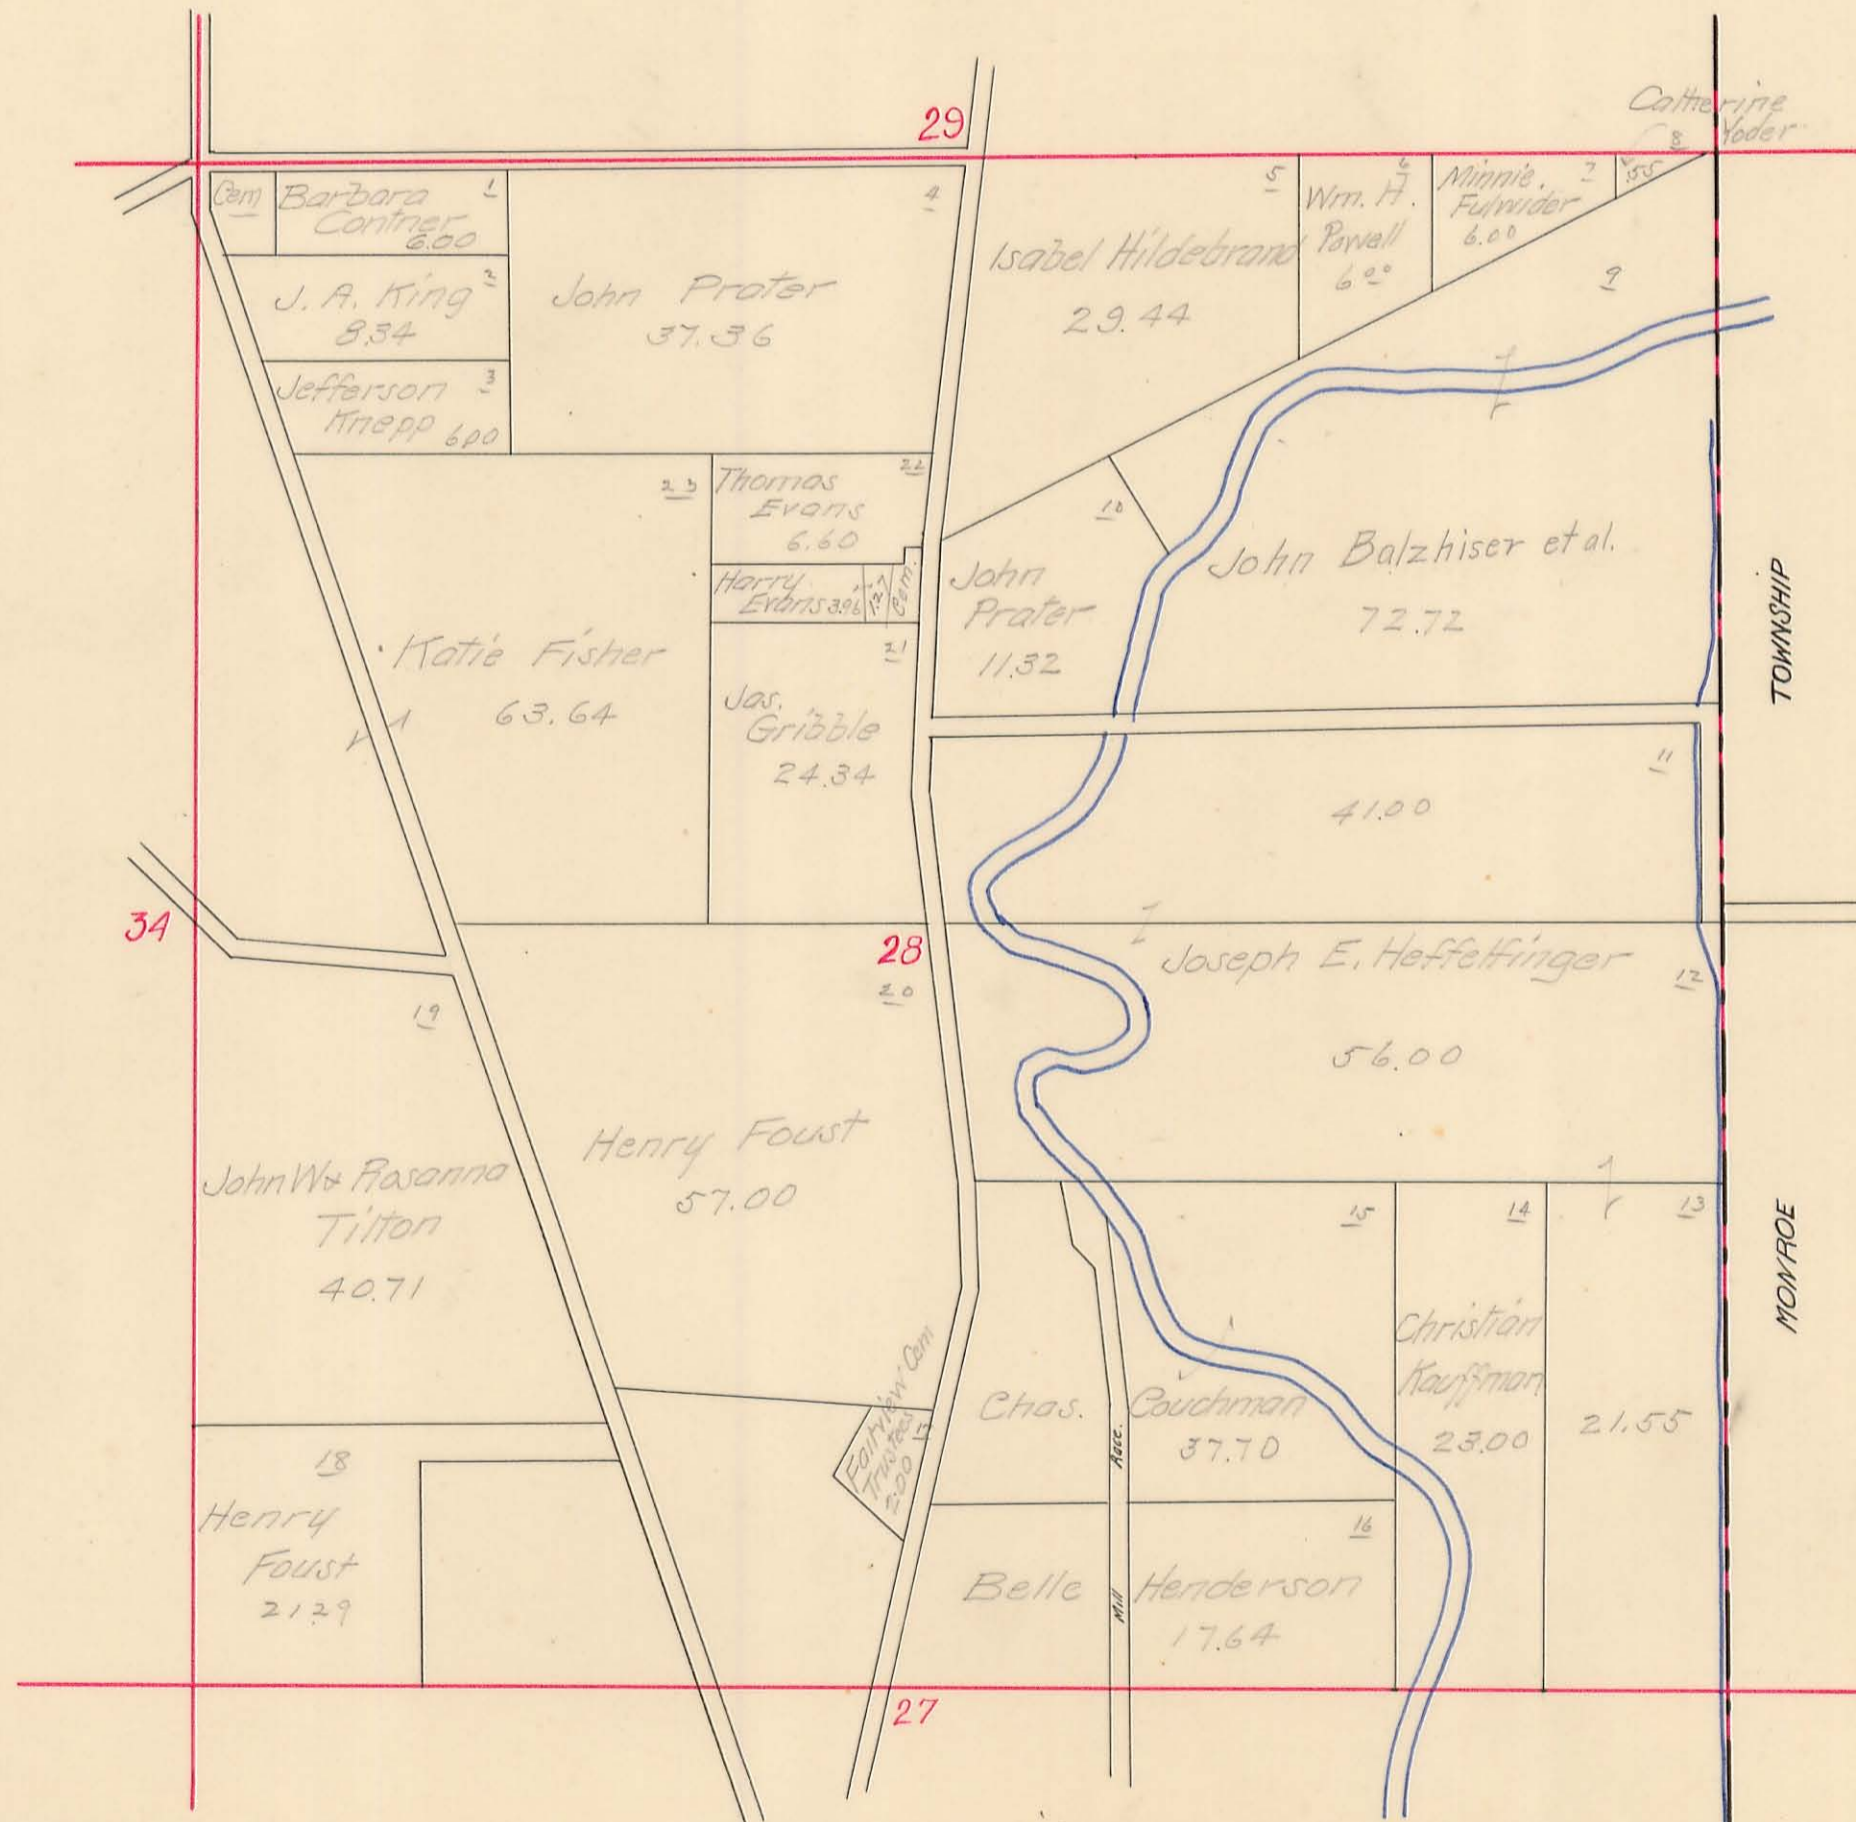 29
Catherine
Yoder
8
.55
Cem
Barbara 1
Contner
6.00
J. A. King 2
8.34
Jefferson 3
Knepp 6.00
4
John Prater
37.36
5
Isabel Hildebrand
29.44
6
Wm. H.
Powell
6.00
Minnie. 7
Fulwider
6.00
9
John Balzhiser et al.
72.72
10
John
Prater
11.32
22
Thomas
Evans
6.60
Harry
Evans 3.96
1.27
Cem.
23
Katie Fisher
63.64
21
Jas.
Gribble
24.34
TOWNSHIP
11
41.00
34
28
20
Henry Foust
57.00
Joseph E. Heffelfinger
12
56.00
19
John W & Rosanna
Tilton
40.71
15
14
13
MONROE
Chas. Couchman
37.70
Christian
Kauffman
23.00
21.55
Fairview Cem
Trustees 17
2.00
18
Henry
Foust
21.29
Mill Race.
16
Belle Henderson
17.64
27